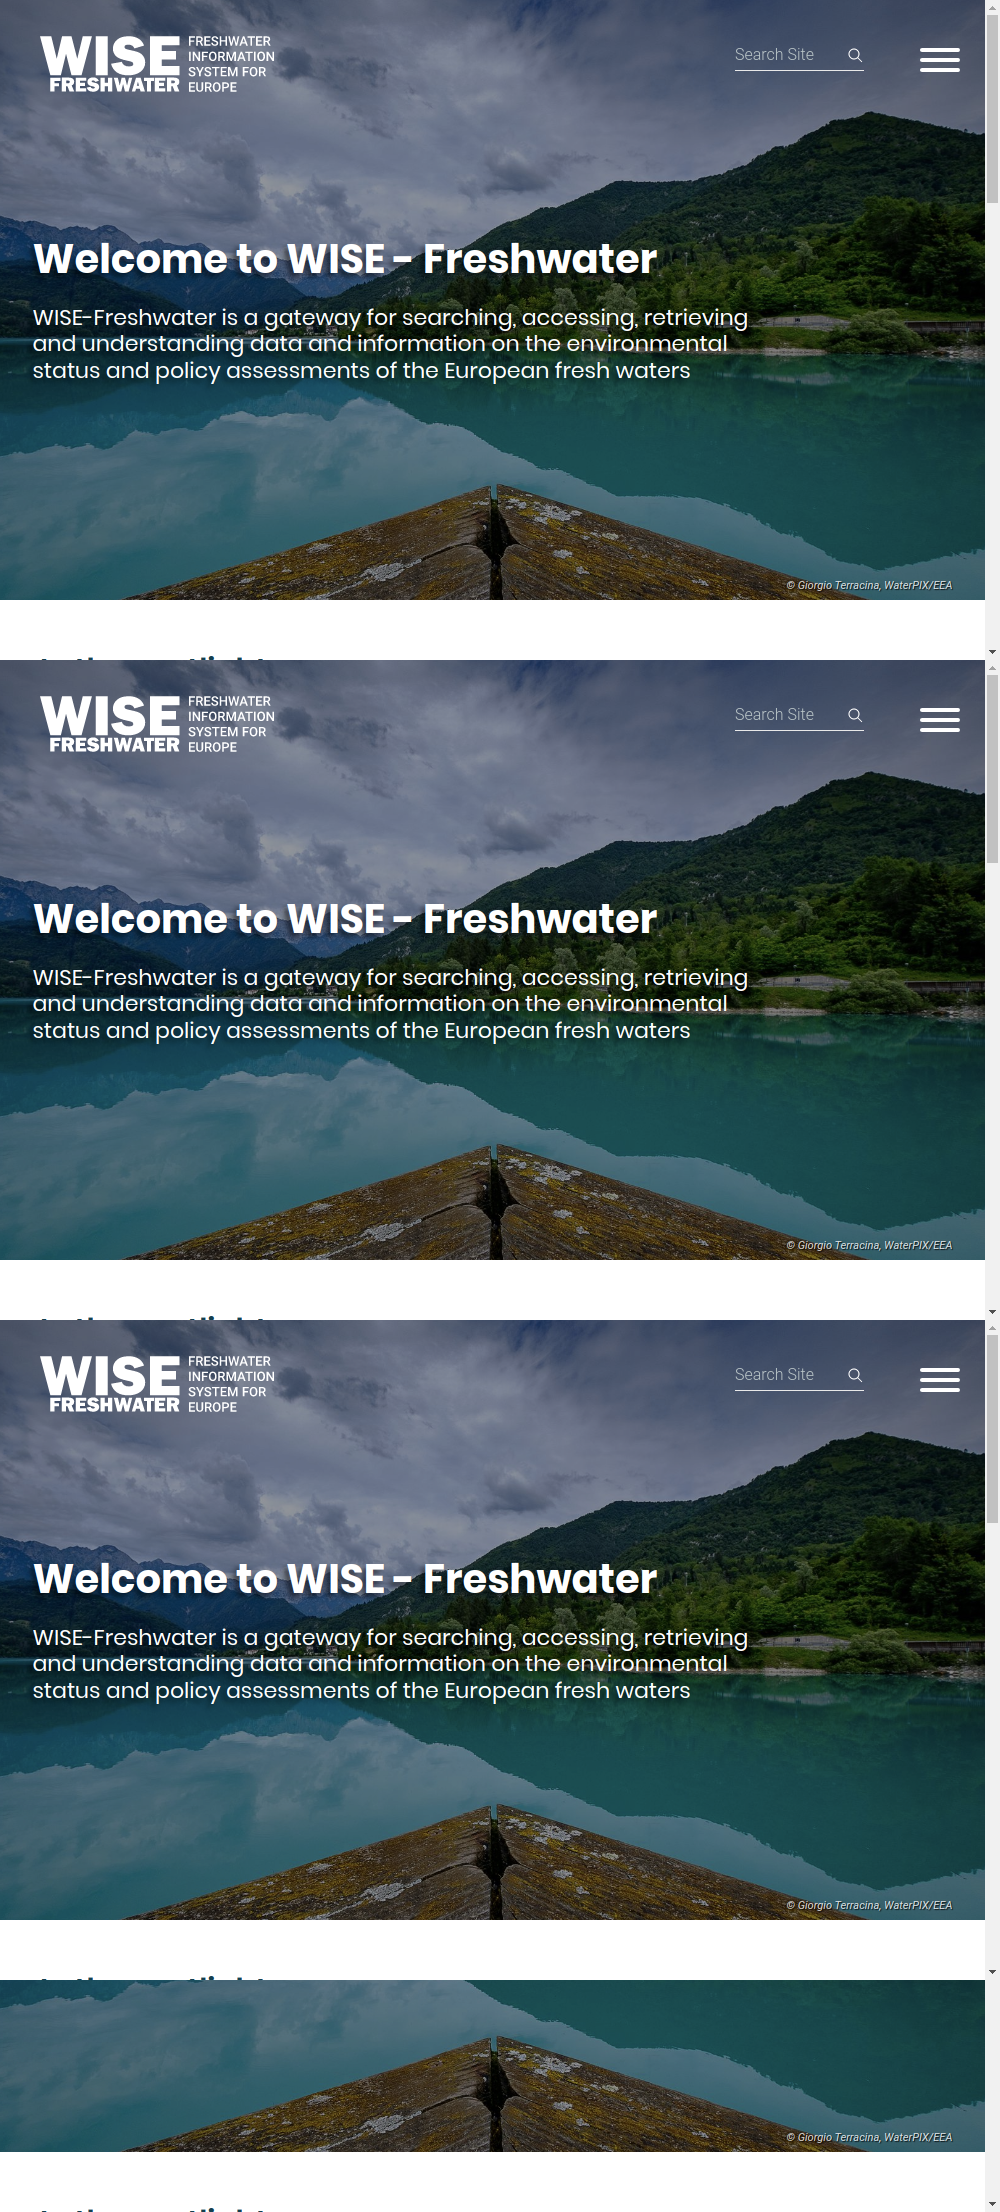 WISE
FRESHWATER
FRESHWATER
INFORMATION
SYSTEM FOR
EUROPE
Search Site
Welcome to WISE - Freshwater
WISE-Freshwater is a gateway for searching, accessing, retrieving
and understanding data and information on the environmental
status and policy assessments of the European fresh waters
© Giorgio Terracina, WaterPIX/EEA
WISE
FRESHWATER
FRESHWATER
INFORMATION
SYSTEM FOR
EUROPE
Search Site
Welcome to WISE - Freshwater
WISE-Freshwater is a gateway for searching, accessing, retrieving
and understanding data and information on the environmental
status and policy assessments of the European fresh waters
© Giorgio Terracina, WaterPIX/EEA
WISE
FRESHWATER
FRESHWATER
INFORMATION
SYSTEM FOR
EUROPE
Search Site
Welcome to WISE - Freshwater
WISE-Freshwater is a gateway for searching, accessing, retrieving
and understanding data and information on the environmental
status and policy assessments of the European fresh waters
© Giorgio Terracina, WaterPIX/EEA
© Giorgio Terracina, WaterPIX/EEA